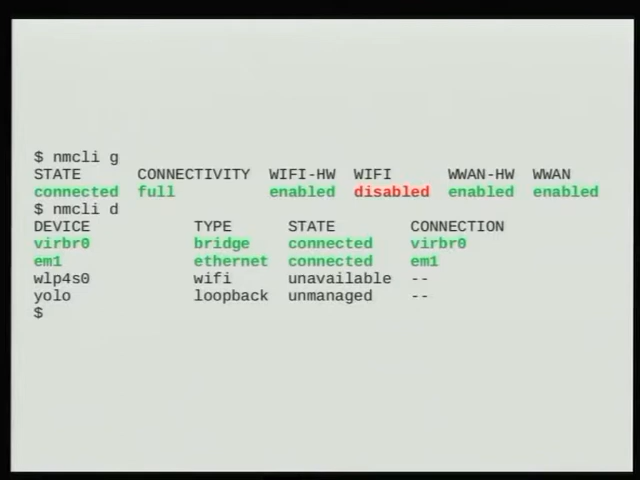 $ nmcli g
STATE CONNECTIVITY WIFI-HW WIFI WWAN-HW WWAN
connected full enabled disabled enabled enabled
$ nmcli d
DEVICE TYPE STATE CONNECTION
virbr0 bridge connected virbr0
em1 ethernet connected em1
wlp4s0 wifi unavailable --
yolo loopback unmanaged --
$